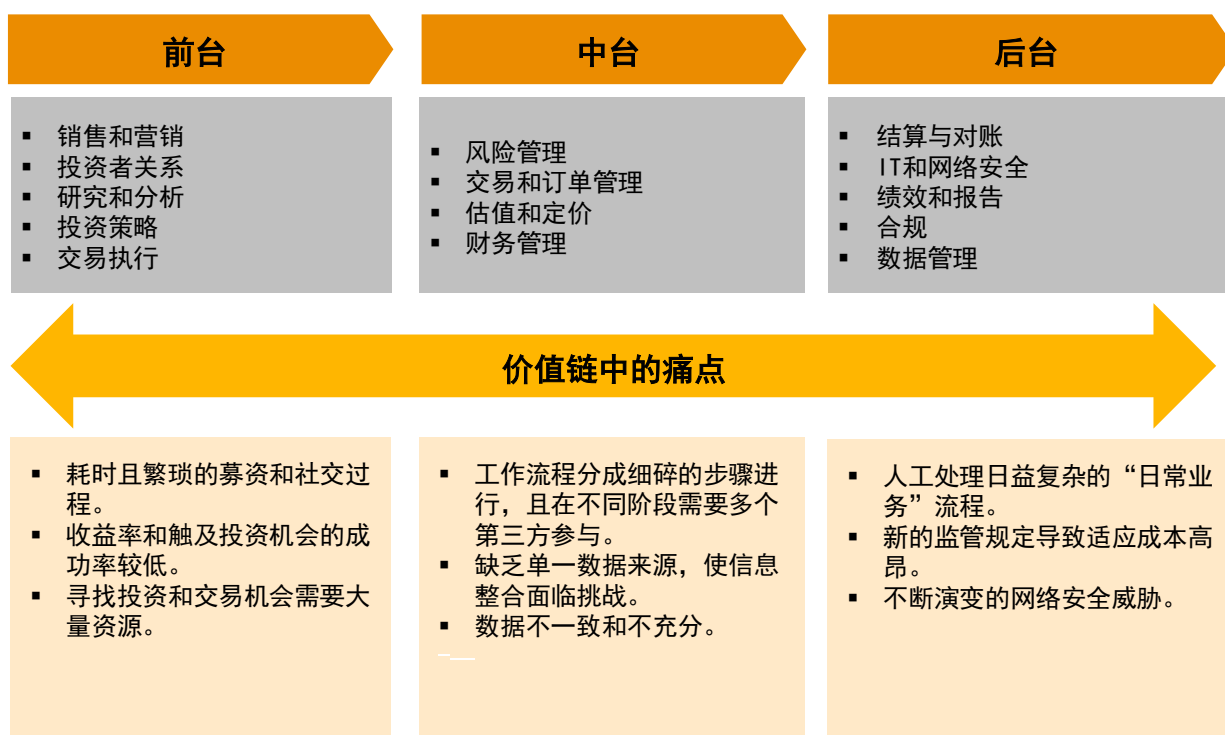 前台
中台
后台
▪ 销售和营销
▪ 投资者关系
▪ 研究和分析
▪ 投资策略
▪ 交易执行
▪ 风险管理
▪ 交易和订单管理
▪ 估值和定价
▪ 财务管理
▪ 结算与对账
▪ IT和网络安全
▪ 绩效和报告
▪ 合规
▪ 数据管理
价值链中的痛点
▪ 耗时且繁琐的募资和社交过
程。
▪ 收益率和触及投资机会的成
功率较低。
▪ 寻找投资和交易机会需要大
量资源。
▪ 工作流程分成细碎的步骤进
行，且在不同阶段需要多个
第三方参与。
▪ 缺乏单一数据来源，使信息
整合面临挑战。
▪ 数据不一致和不充分。
▪ 人工处理日益复杂的“日常业
务”流程。
▪ 新的监管规定导致适应成本高
昂。
▪ 不断演变的网络安全威胁。